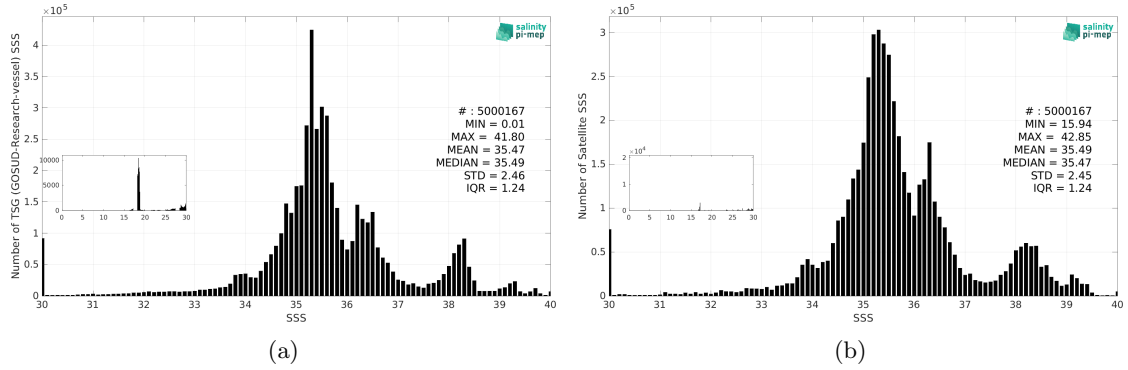 ×10⁵
salinity
pi-mep
Number of TSG (GOSUD-Research-vessel) SSS
4
3.5
3
2.5
2
1.5
1
0.5
0
# : 5000167
MIN = 0.01
MAX = 41.80
MEAN = 35.47
MEDIAN = 35.49
STD = 2.46
IQR = 1.24
10000
5000
0
0 5 10 15 20 25 30
30 31 32 33 34 35 36 37 38 39 40
SSS
(a)
×10⁵
salinity
pi-mep
Number of Satellite SSS
3
2.5
2
1.5
1
0.5
0
# : 5000167
MIN = 15.94
MAX = 42.85
MEAN = 35.49
MEDIAN = 35.47
STD = 2.45
IQR = 1.24
×10⁴
2
1
0
0 5 10 15 20 25 30
30 31 32 33 34 35 36 37 38 39 40
SSS
(b)